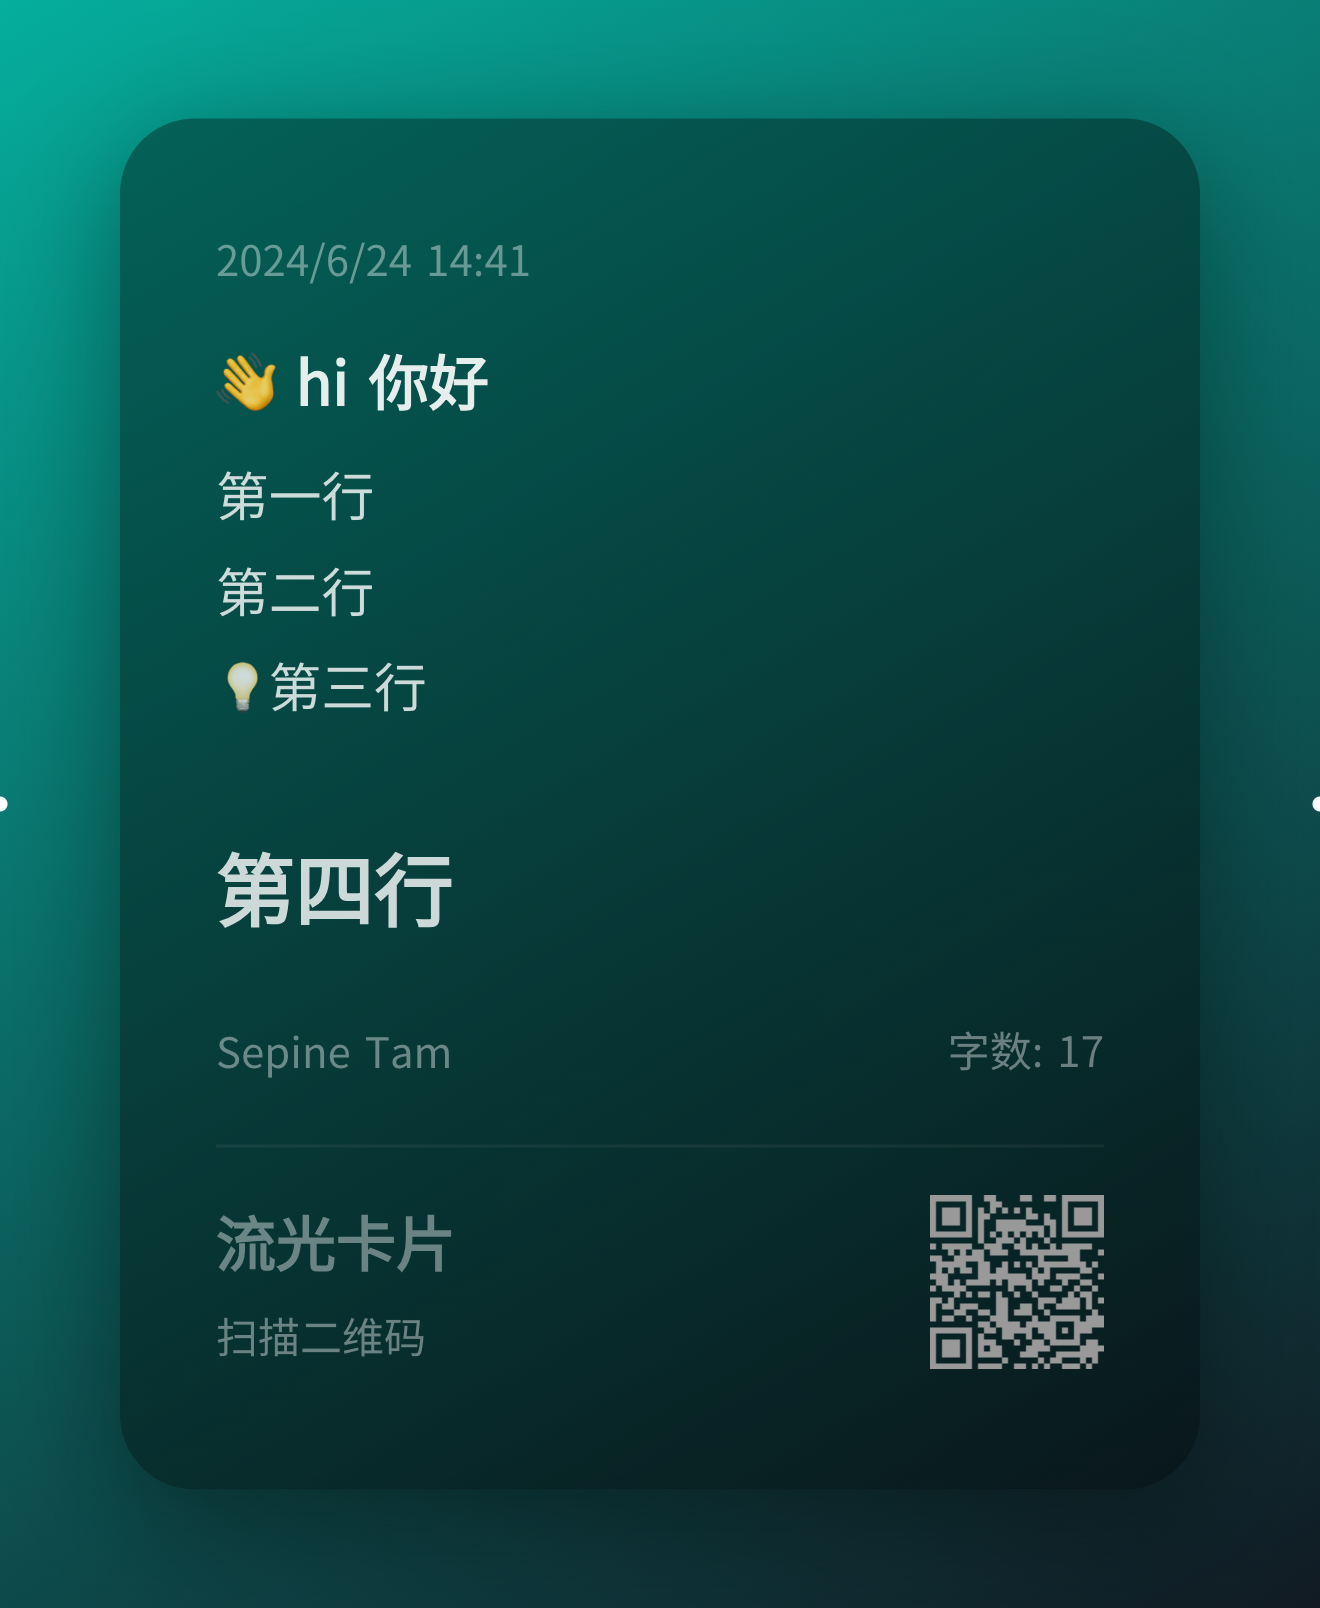 2024/6/24 14:41
👋 hi 你好
第一行
第二行
💡第三行
第四行
Sepine Tam
字数: 17
流光卡片
扫描二维码